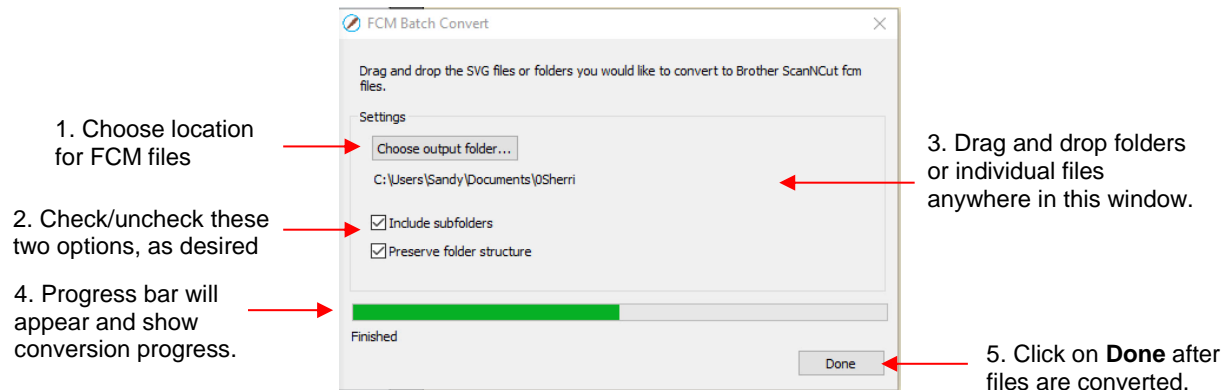 FCM Batch Convert
Drag and drop the SVG files or folders you would like to convert to Brother ScanNCut fcm
files.
Settings
1. Choose location
for FCM files
Choose output folder...
C:\Users\Sandy\Documents\0Sherri
2. Check/uncheck these
two options, as desired
Include subfolders
Preserve folder structure
3. Drag and drop folders
or individual files
anywhere in this window.
4. Progress bar will
appear and show
conversion progress.
Finished
Done
5. Click on Done after
files are converted.